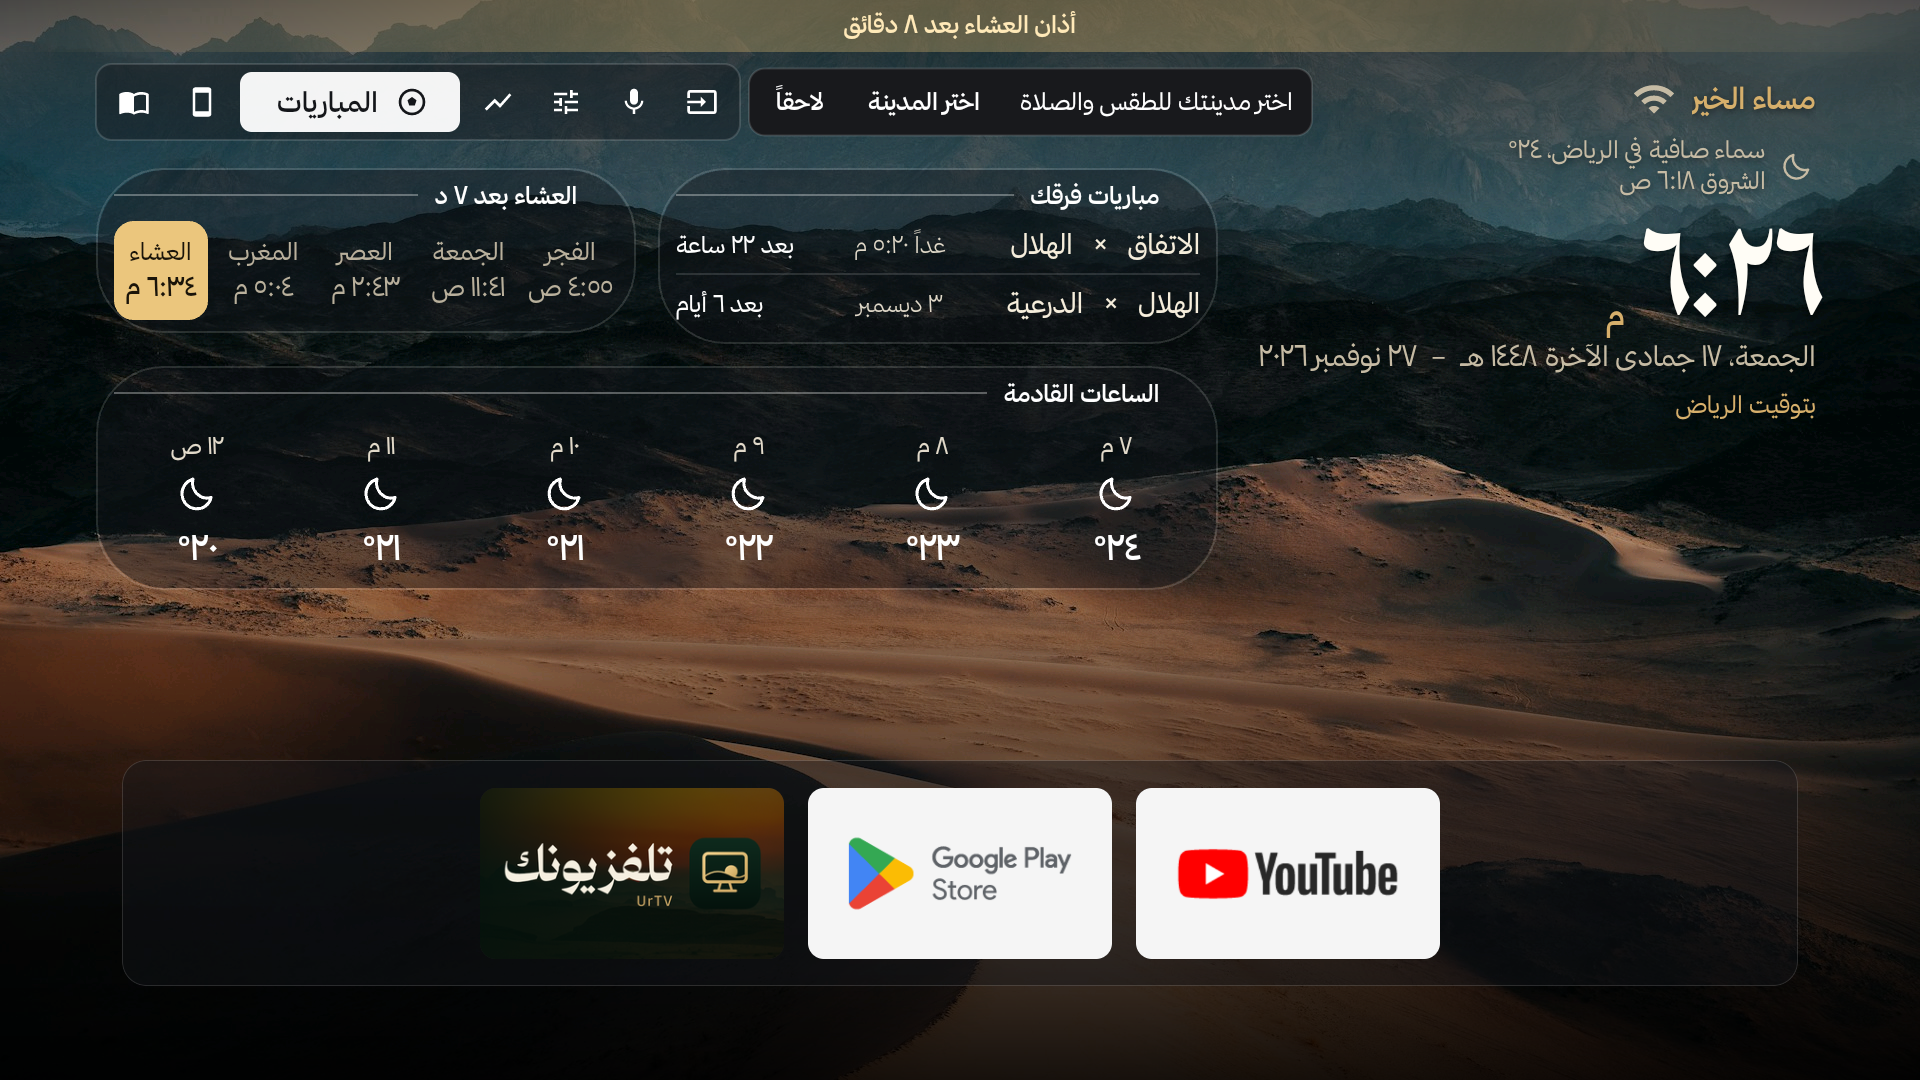 أذان العشاء بعد ٨ دقائق
مساء الخير
سماء صافية في الرياض، ٢٤°
الشروق ٦:١٨ ص
٦:٢٦ م
الجمعة، ١٧ جمادى الآخرة ١٤٤٨ هـ – ٢٧ نوفمبر ٢٠٢٦
بتوقيت الرياض
اختر مدينتك للطقس والصلاة اختر المدينة لاحقاً
المباريات
مباريات فرقك
الاتفاق × الهلال غداً ٥:٢٠ م بعد ٢٢ ساعة
الهلال × الدرعية ٣ ديسمبر بعد ٦ أيام
العشاء بعد ٧ د
الفجر الجمعة العصر المغرب العشاء
٤:٥٥ ص ١١:٤١ ص ٢:٤٣ م ٥:٠٤ م ٦:٣٤ م
الساعات القادمة
٧ م ٨ م ٩ م ١٠ م ١١ م ١٢ ص
٢٤° ٢٣° ٢٢° ٢١° ٢١° ٢٠°
YouTube
Google Play
Store
تلفزيونك
UrTV